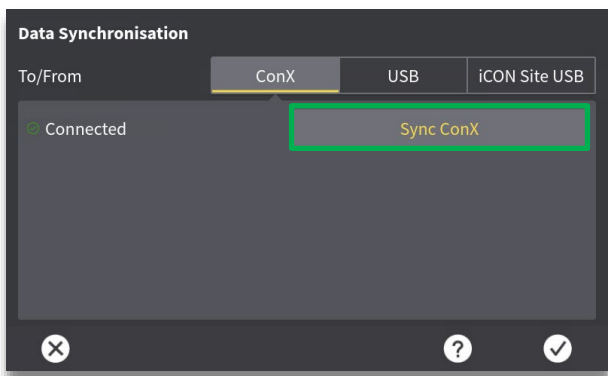 Data Synchronisation
To/From ConX USB iCON Site USB
Connected Sync ConX
?